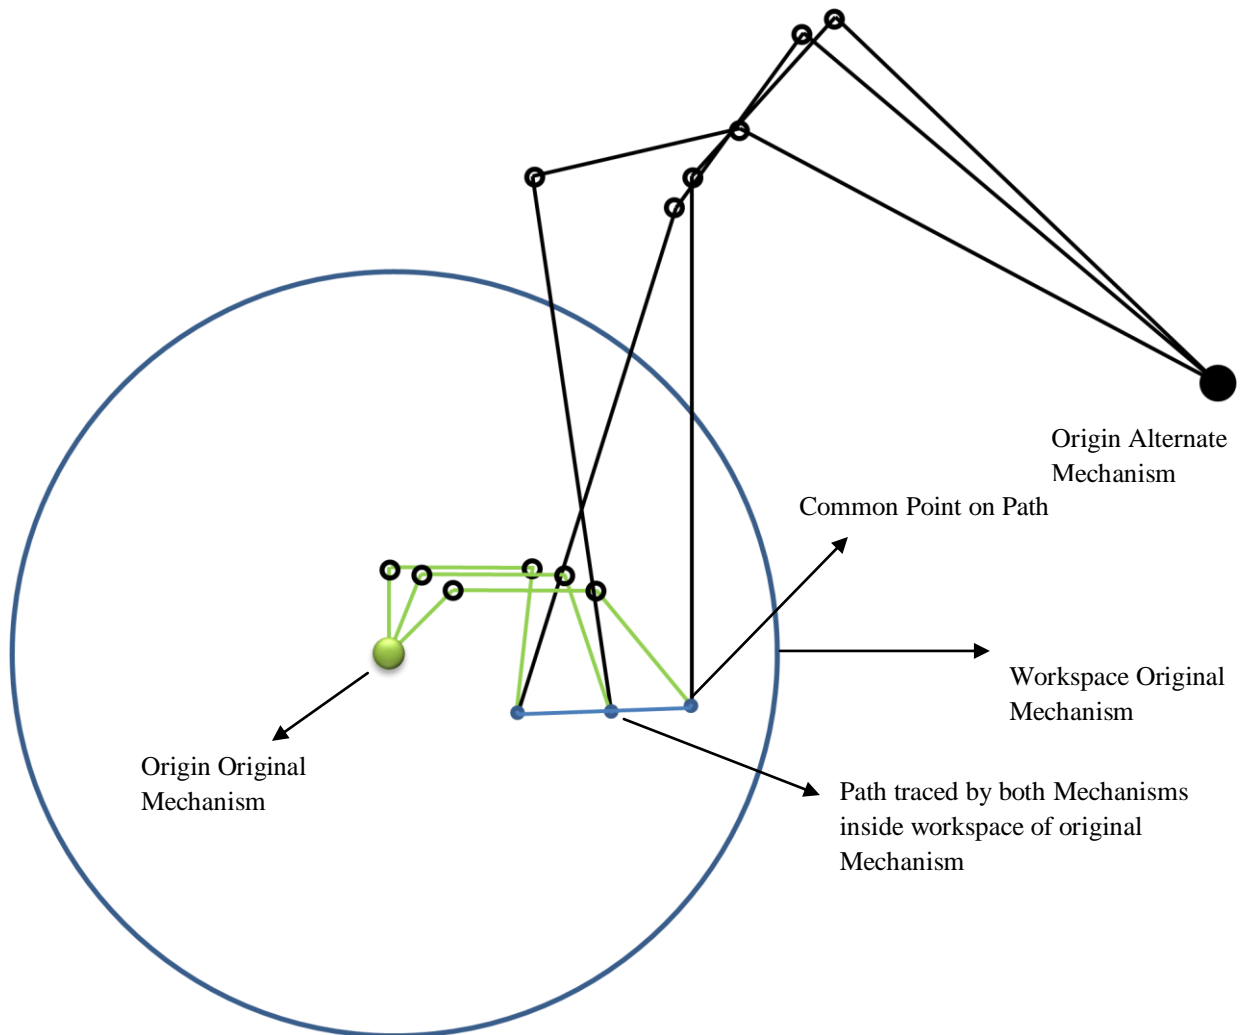 Origin Alternate
Mechanism
Common Point on Path
Workspace Original
Mechanism
Origin Original
Mechanism
Path traced by both Mechanisms
inside workspace of original
Mechanism